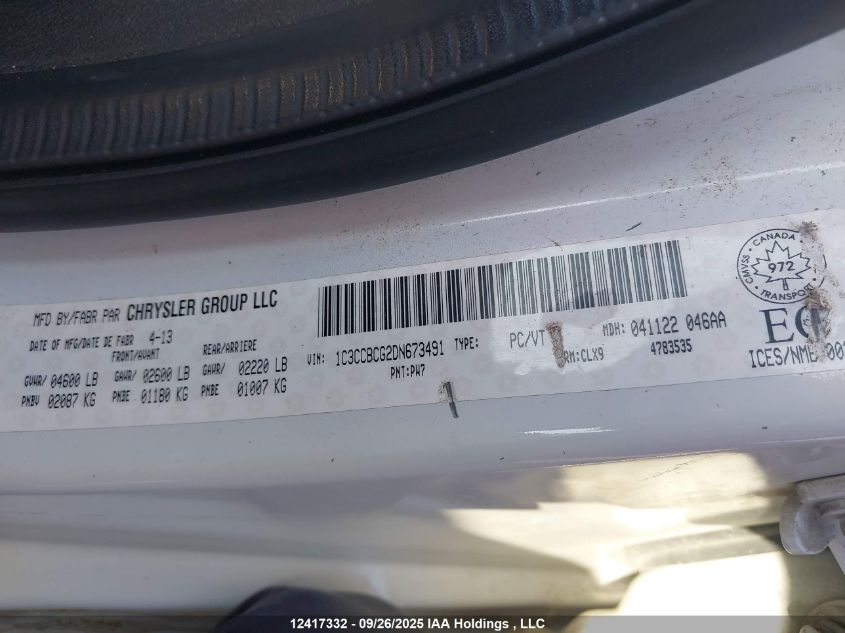 MFD BY/FABR PAR CHRYSLER GROUP LLC
DATE OF MFG/DATE DE FABR 4-13
FRONT/AVANT REAR/ARRIERE
GVWR/ 04600 LB GAWR/ 02600 LB GAWR/ 02220 LB
PNBV 02087 KG PNBE 01180 KG PNBE 01007 KG
VIN: 1C3CCBCG2DN673491 TYPE: PC/VT MDH: 041122 046AA
PNT:PW7 RM:CLX9 4783535
CMVSS · CANADA
972
TRANSPORT
ICES/NMB
12417332 - 09/26/2025 IAA Holdings , LLC